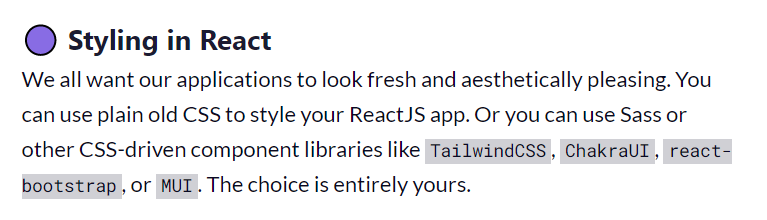 Styling in React
We all want our applications to look fresh and aesthetically pleasing. You
can use plain old CSS to style your ReactJS app. Or you can use Sass or
other CSS-driven component libraries like TailwindCSS, ChakraUI, react-
bootstrap, or MUI. The choice is entirely yours.